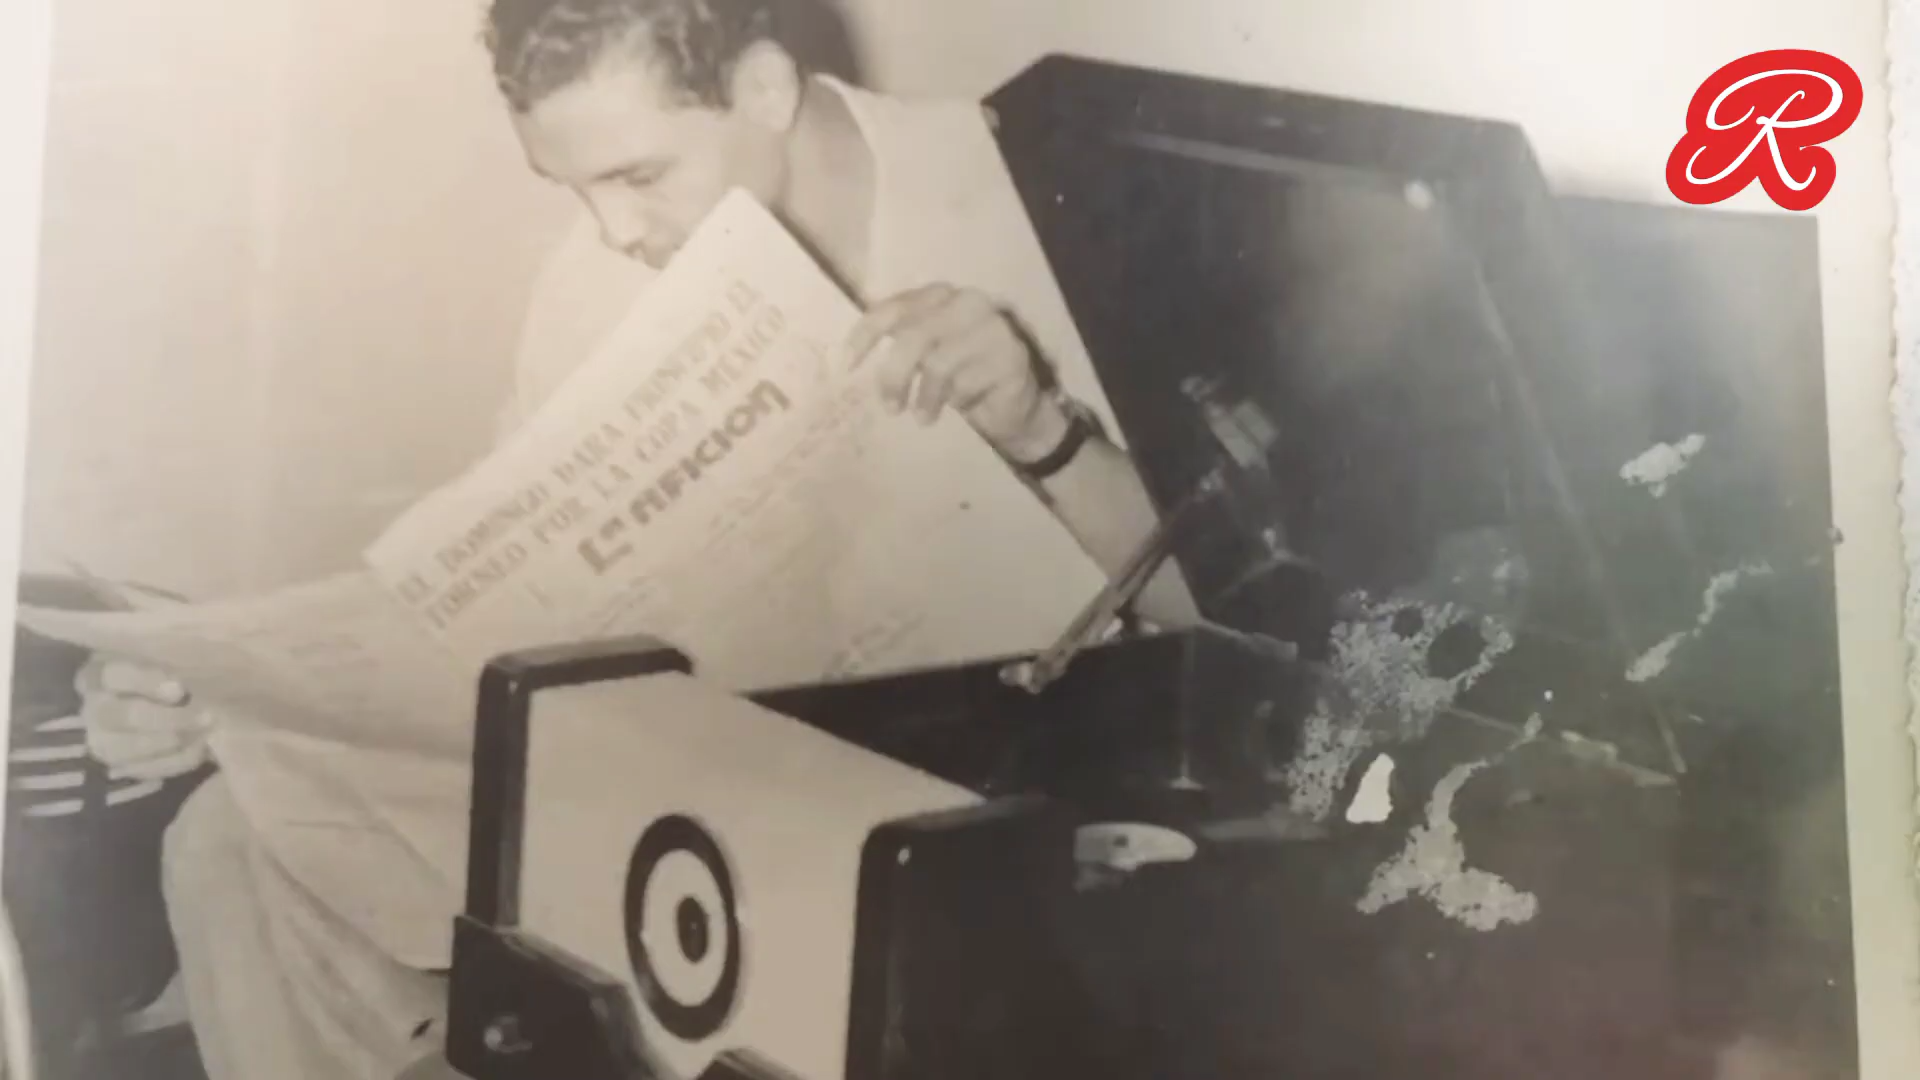 EL DOMINGO DARA PRINCIPIO EL
TORNEO POR LA COPA MEXICO
La AFICION
R